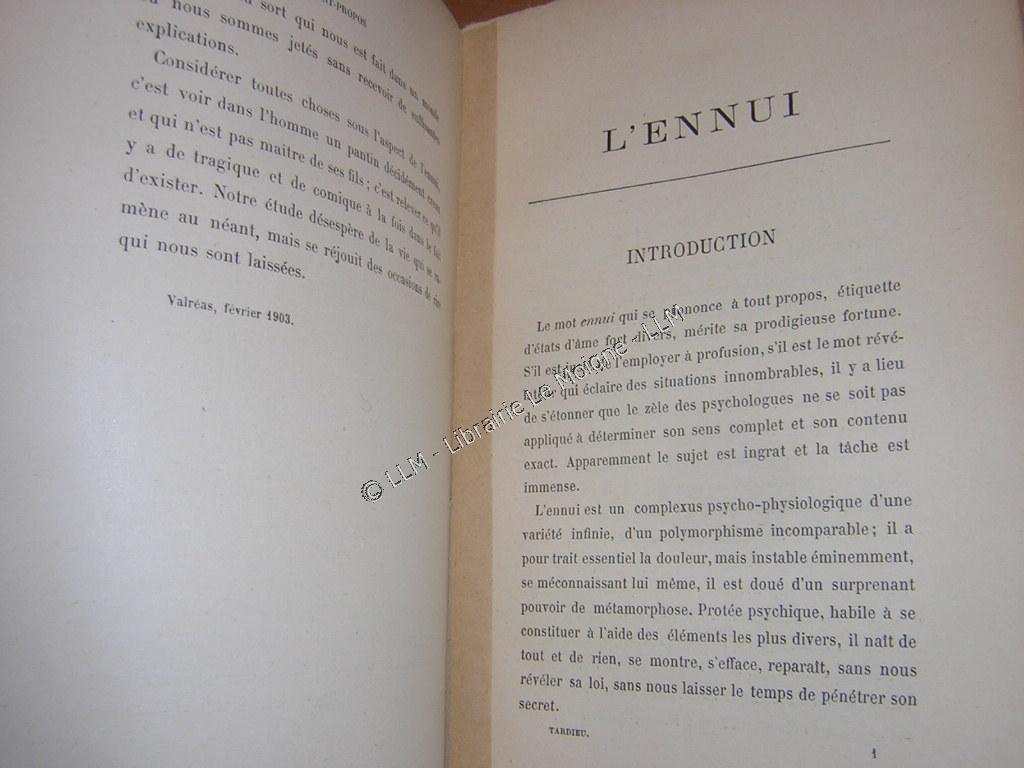 AVANT-PROPOS
sort qui nous est fait dans un monde
où nous sommes jetés sans recevoir de suffisantes
explications.
Considérer toutes choses sous l'aspect de l'ennui,
c'est voir dans l'homme un pantin décidément creux
et qui n'est pas maître de ses fils ; c'est relever ce qu'il
y a de tragique et de comique à la fois dans le fait
d'exister. Notre étude désespère de la vie qui se ra-
mène au néant, mais se réjouit des occasions de rire
qui nous sont laissées.
Valréas, février 1903.
L'ENNUI
INTRODUCTION
Le mot ennui qui se prononce à tout propos, étiquette
d'états d'âme fort divers, mérite sa prodigieuse fortune.
S'il est de l'employer à profusion, s'il est le mot révé-
qui éclaire des situations innombrables, il y a lieu
de s'étonner que le zèle des psychologues ne se soit pas
appliqué à déterminer son sens complet et son contenu
exact. Apparemment le sujet est ingrat et la tâche est
immense.
L'ennui est un complexus psycho-physiologique d'une
variété infinie, d'un polymorphisme incomparable ; il a
pour trait essentiel la douleur, mais instable éminemment,
se méconnaissant lui même, il est doué d'un surprenant
pouvoir de métamorphose. Protée psychique, habile à se
constituer à l'aide des éléments les plus divers, il naît de
tout et de rien, se montre, s'efface, reparaît, sans nous
révéler sa loi, sans nous laisser le temps de pénétrer son
secret.
TARDIEU.
1
© LLM - Librairie Le Moigne - LLM